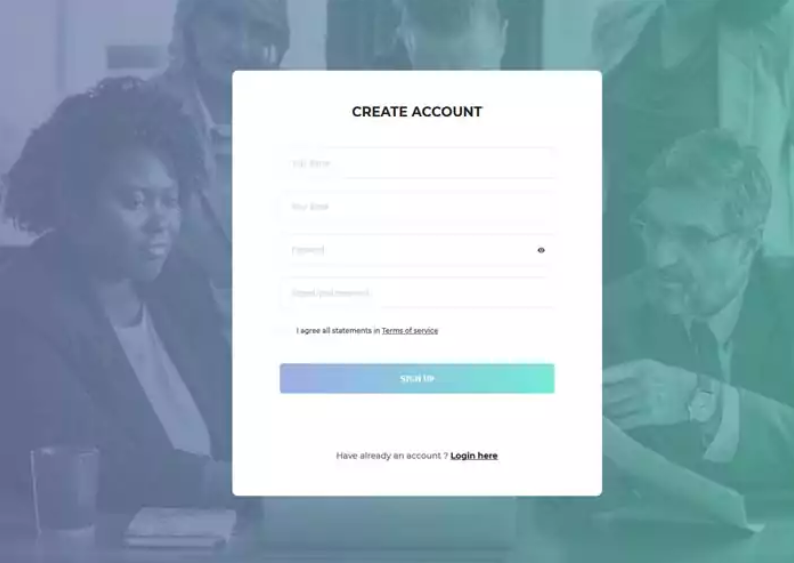 CREATE ACCOUNT
Your Name
Your Email
Password
Repeat your password
I agree all statements in Terms of service
SIGN UP
Have already an account ? Login here